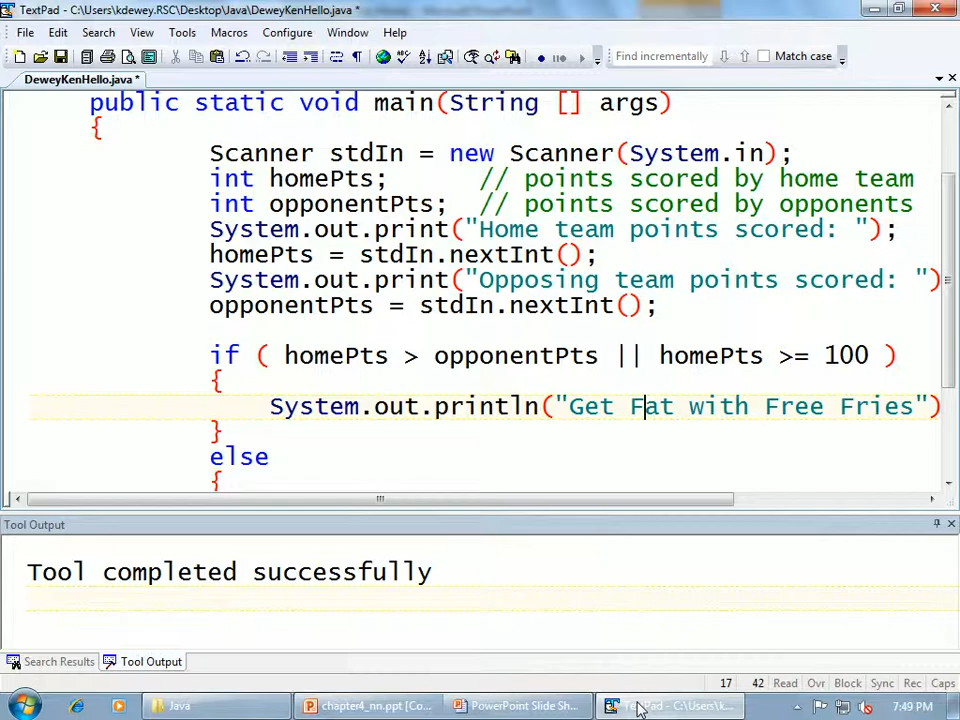 TextPad - C:\Users\kdewey.RSC\Desktop\Java\DeweyKenHello.java *
File Edit Search View Tools Macros Configure Window Help
Find incrementally Match case
DeweyKenHello.java *
public static void main(String [] args)
{
Scanner stdIn = new Scanner(System.in);
int homePts; // points scored by home team
int opponentPts; // points scored by opponents
System.out.print("Home team points scored: ");
homePts = stdIn.nextInt();
System.out.print("Opposing team points scored: ")
opponentPts = stdIn.nextInt();
if ( homePts > opponentPts || homePts >= 100 )
{
System.out.println("Get Fat with Free Fries")
}
else
{
Tool Output
Tool completed successfully
Search Results Tool Output
17 42 Read Ovr Block Sync Rec Caps
Java chapter4_nn.ppt [Co... PowerPoint Slide Sh... TextPad - C:\Users\k... 7:49 PM